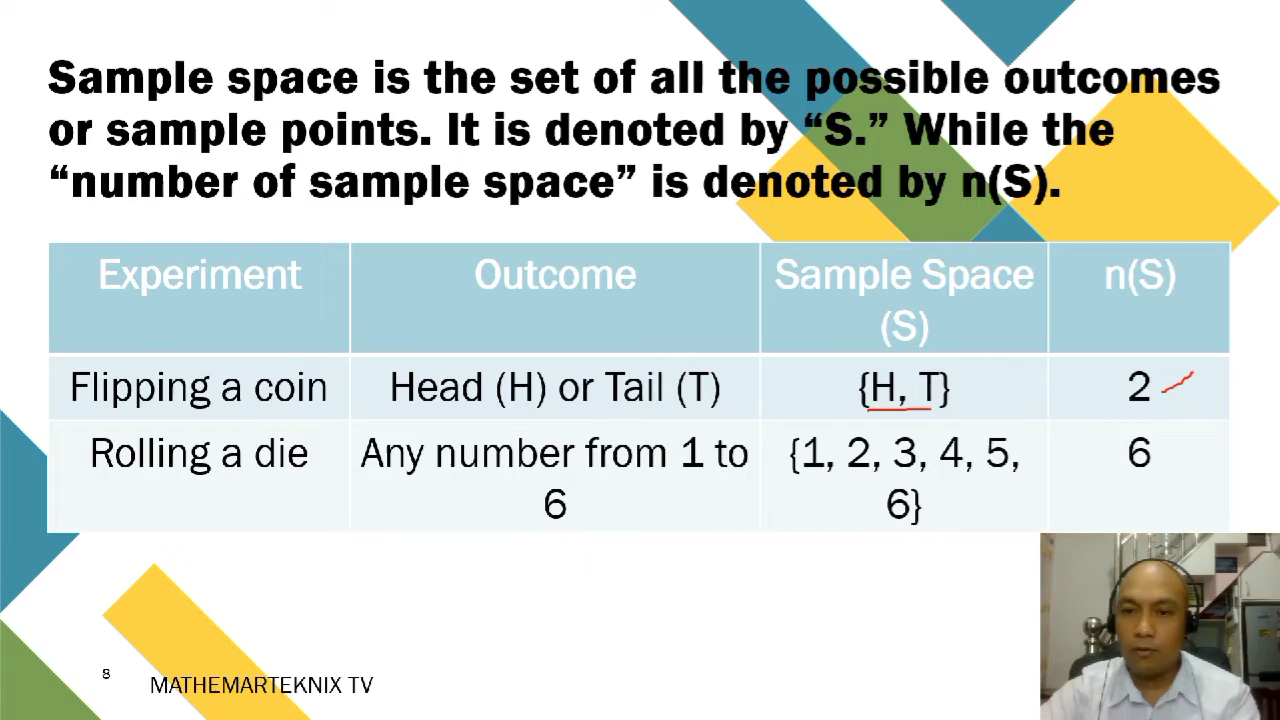 Sample space is the set of all the possible outcomes
or sample points. It is denoted by “S.” While the
“number of sample space” is denoted by n(S).
Experiment Outcome Sample Space n(S)
(S)
Flipping a coin Head (H) or Tail (T) {H, T} 2
Rolling a die Any number from 1 to {1, 2, 3, 4, 5, 6
6 6}
8 MATHEMARTEKNIX TV